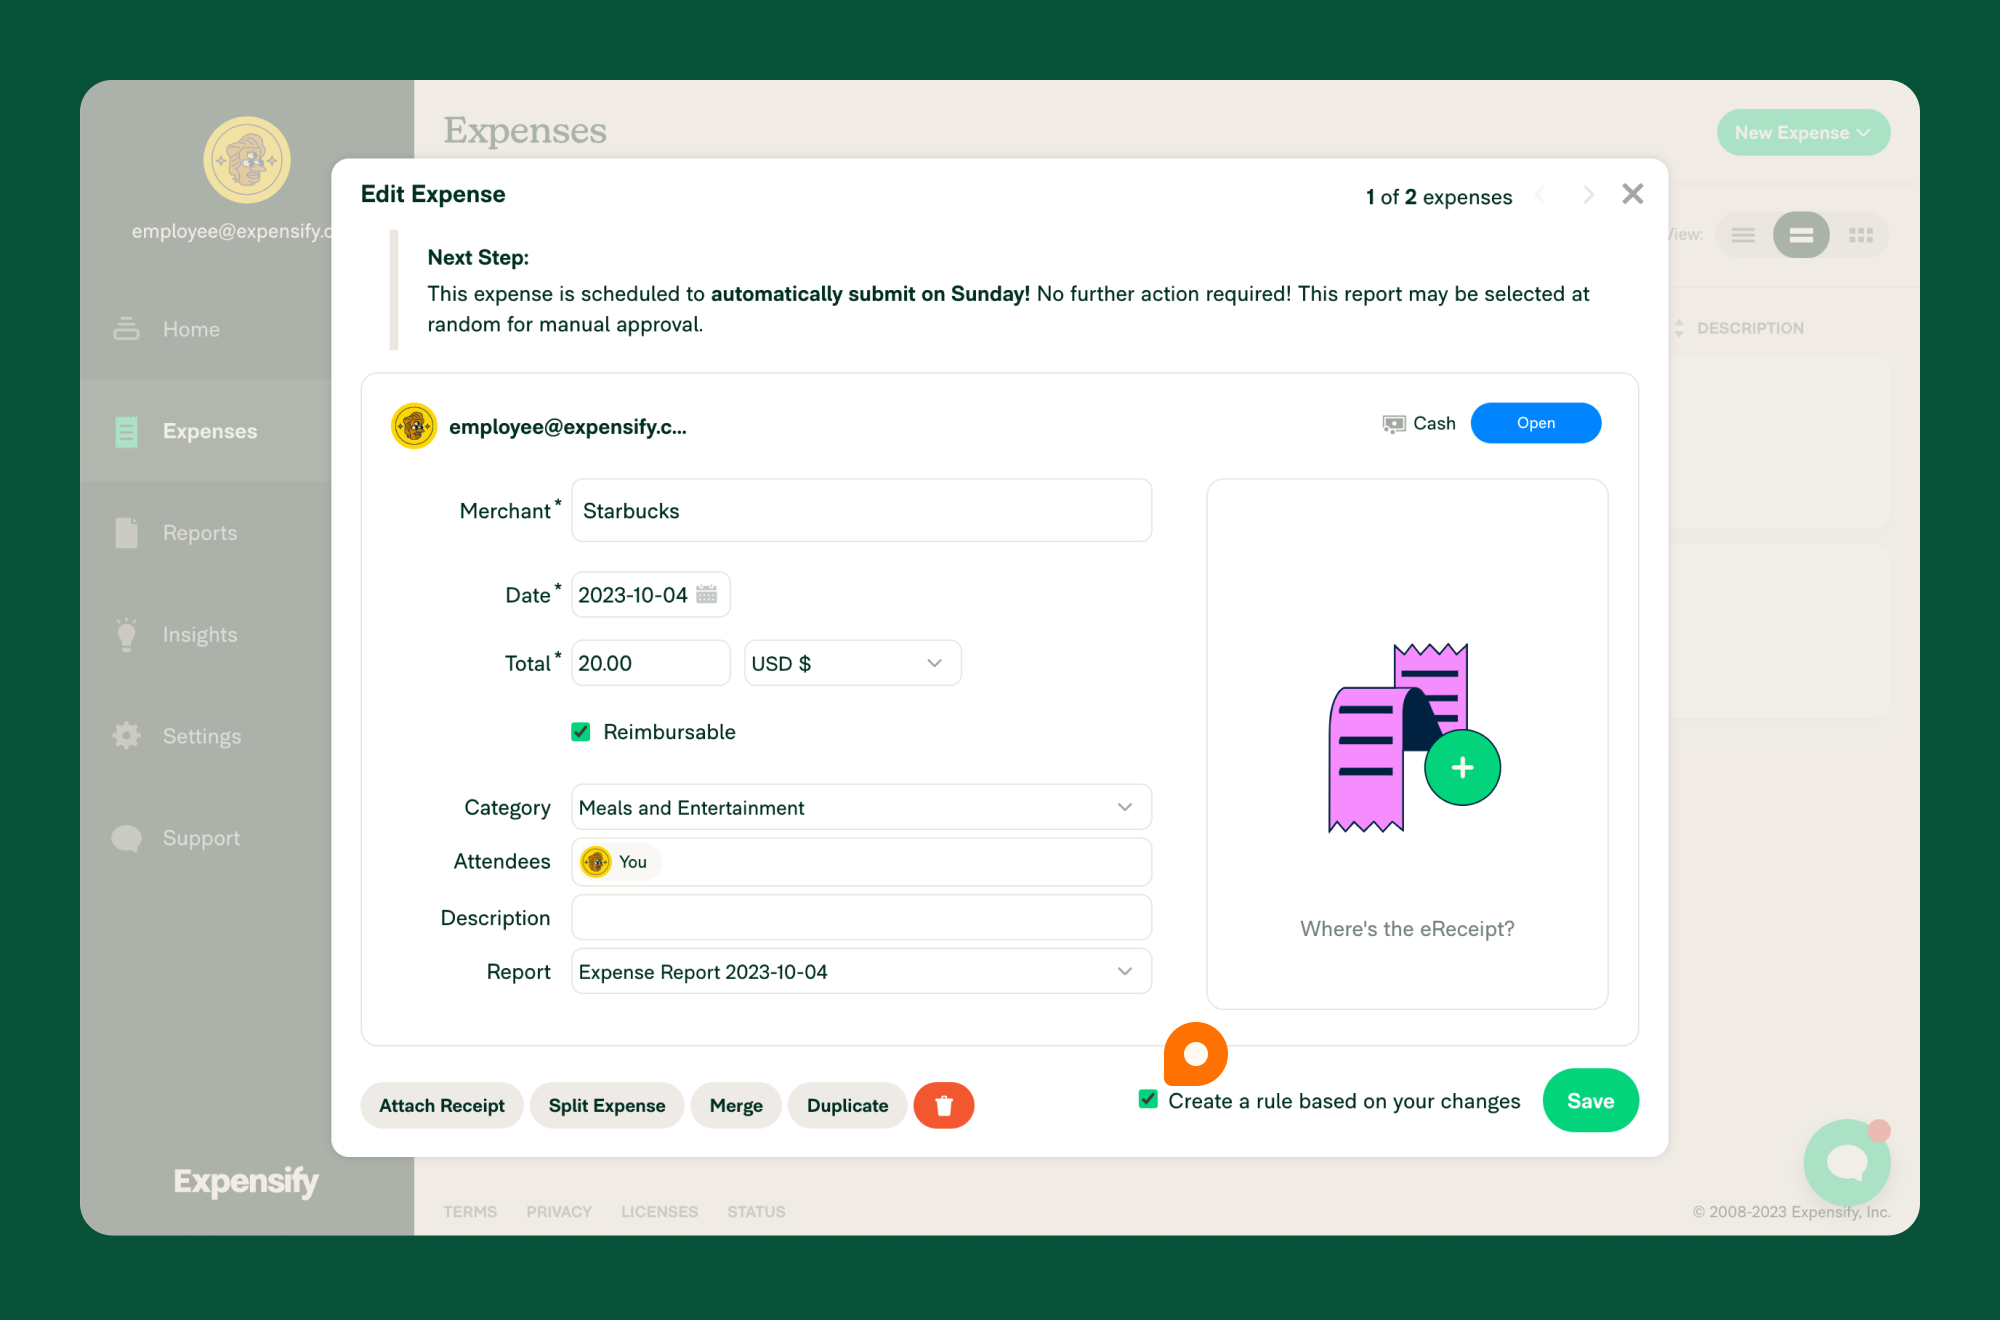 employee@expensify.c
Home
Expenses
Reports
Insights
Settings
Support
Expensify
Expenses
New Expense
View:
DESCRIPTION
Edit Expense
1 of 2 expenses
Next Step:
This expense is scheduled to automatically submit on Sunday! No further action required! This report may be selected at
random for manual approval.
employee@expensify.c...
Cash
Open
Merchant * Starbucks
Date * 2023-10-04
Total * 20.00 USD $
Reimbursable
Category Meals and Entertainment
Attendees You
Description
Report Expense Report 2023-10-04
Where's the eReceipt?
Attach Receipt
Split Expense
Merge
Duplicate
Create a rule based on your changes
Save
TERMS PRIVACY LICENSES STATUS
© 2008-2023 Expensify, Inc.